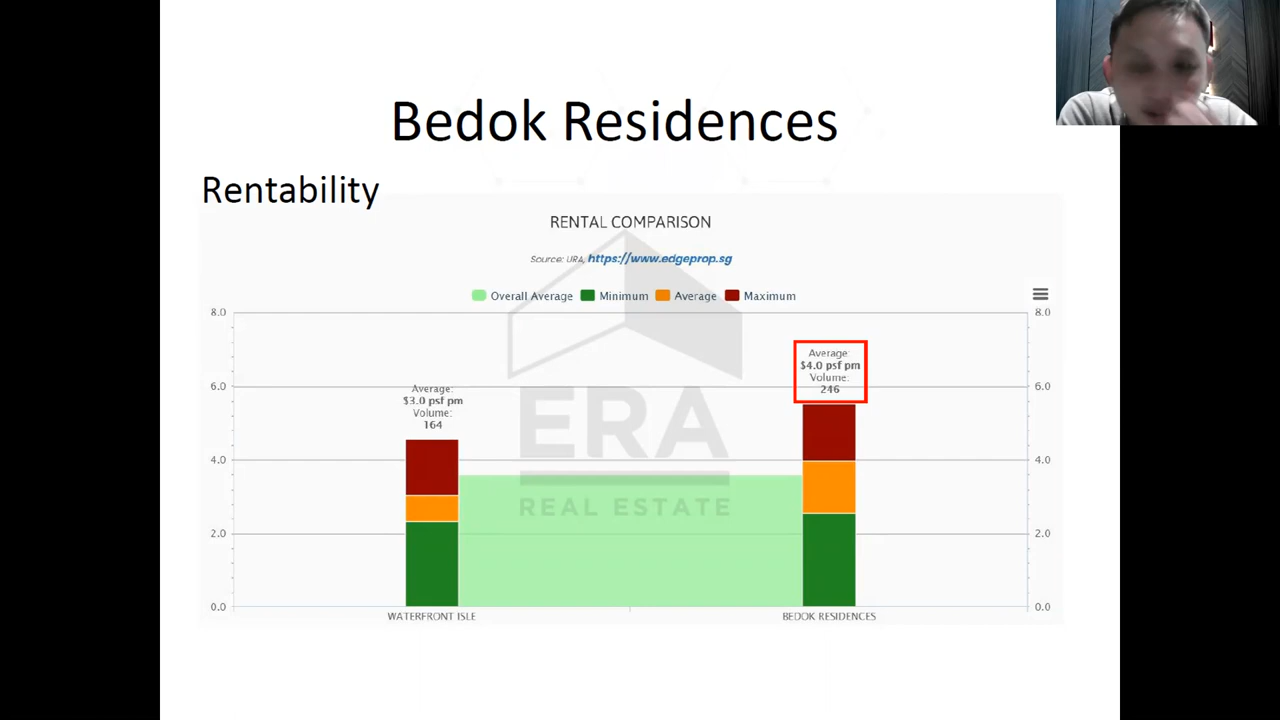 Bedok Residences
Rentability
RENTAL COMPARISON
Source: URA, https://www.edgeprop.sg
Overall Average Minimum Average Maximum
8.0 8.0
Average:
$4.0 psf pm
Volume:
246
6.0 6.0
Average:
$3.0 psf pm
Volume:
164
4.0 4.0
ERA
REAL ESTATE
2.0 2.0
0.0 0.0
WATERFRONT ISLE BEDOK RESIDENCES